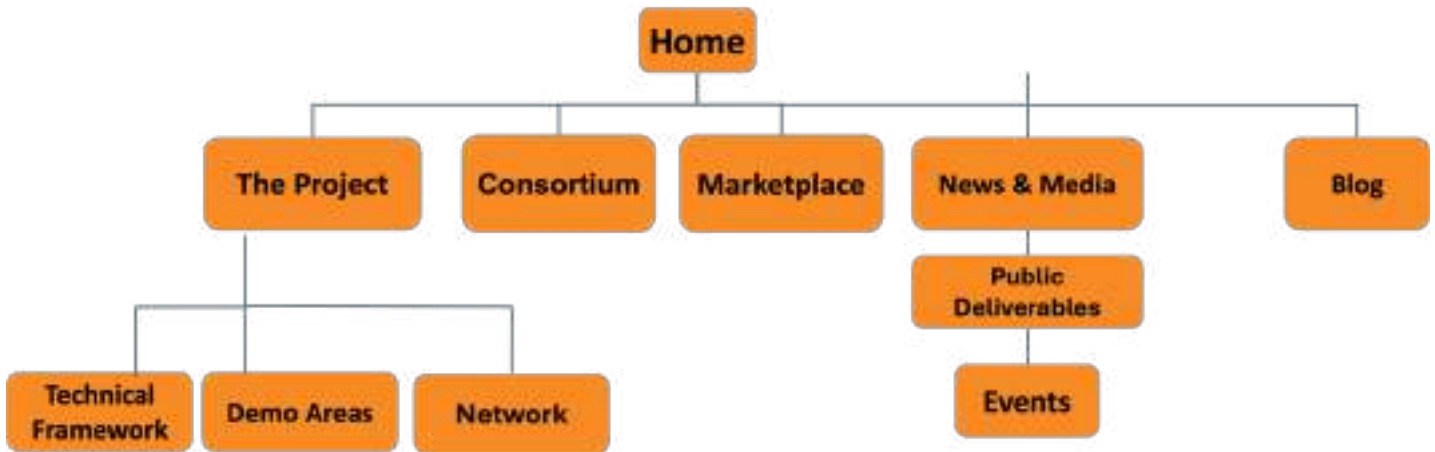 Home
The Project
Consortium
Marketplace
News & Media
Blog
Public
Deliverables
Technical
Framework
Demo Areas
Network
Events